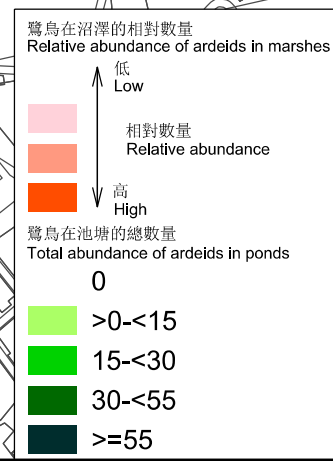 鷺鳥在沼澤的相對數量
Relative abundance of ardeids in marshes
低
Low
相對數量
Relative abundance
高
High
鷺鳥在池塘的總數量
Total abundance of ardeids in ponds
0
>0-<15
15-<30
30-<55
>=55